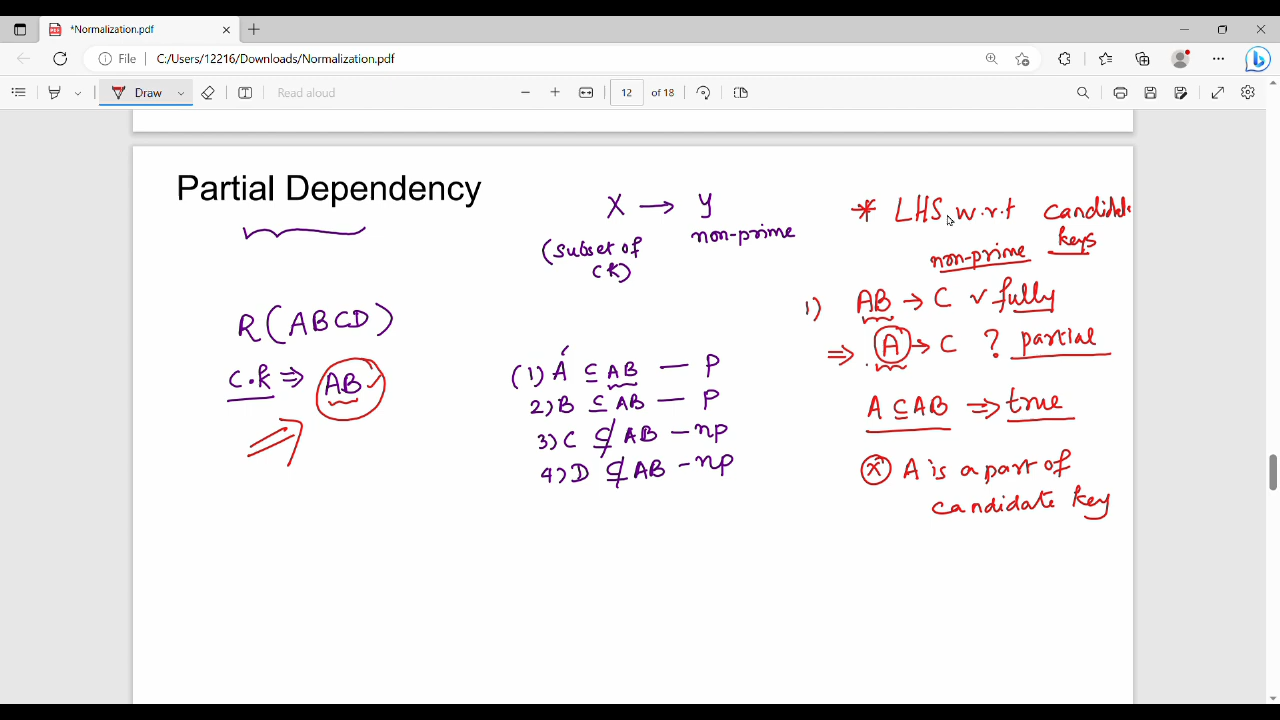 *Normalization.pdf
File C:/Users/12216/Downloads/Normalization.pdf
Draw Read aloud 12 of 18
Partial Dependency
X → y
(subset of CK) non-prime
R(ABCD)
C.K ⇒ AB ✓
(1) A ⊆ AB — P
2) B ⊆ AB — P
3) C ⊄ AB - np
4) D ⊄ AB - np
* LHS w.r.t candidate keys
non-prime
1) AB → C ✓ fully
⇒ A → C ? partial
A ⊆ AB ⇒ true
* A is a part of
candidate key